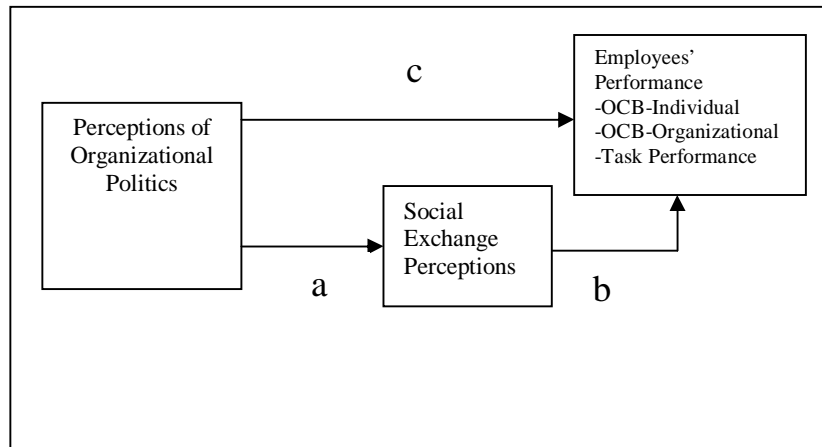 Perceptions of
Organizational
Politics
c
Employees’
Performance
-OCB-Individual
-OCB-Organizational
-Task Performance
Social
Exchange
Perceptions
a
b